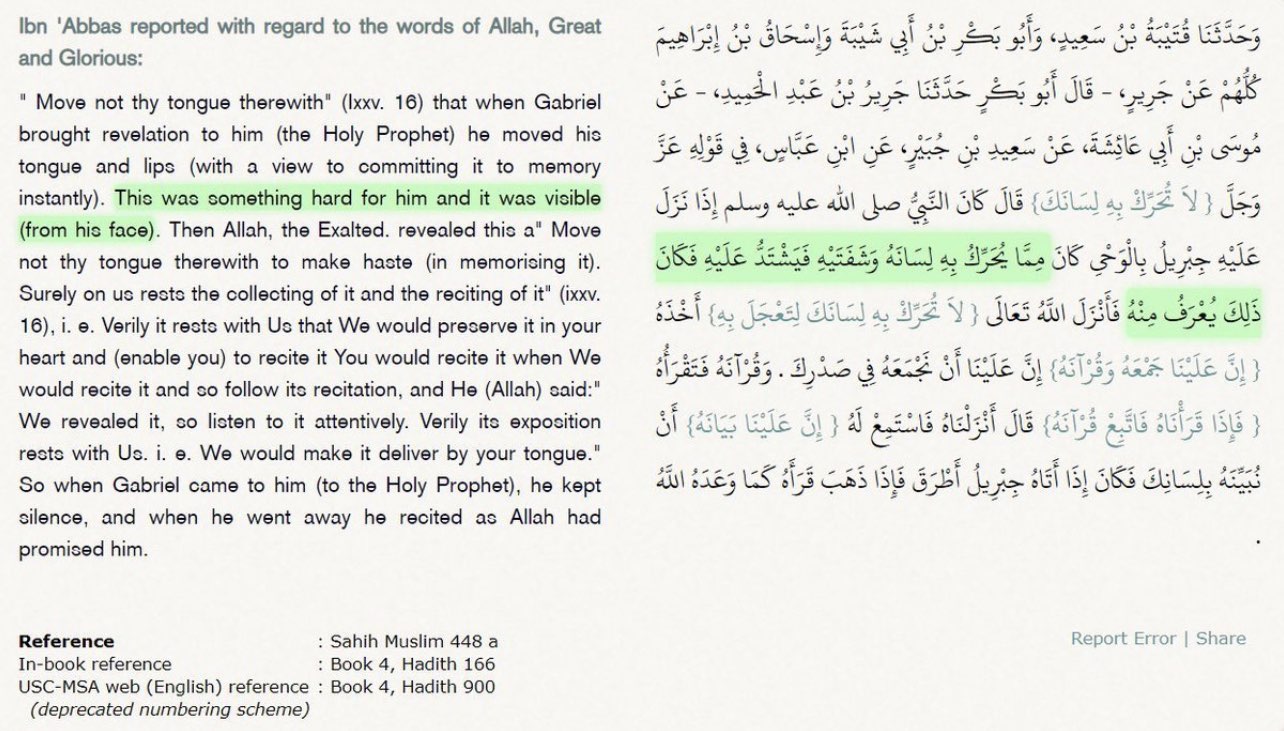 Ibn 'Abbas reported with regard to the words of Allah, Great
and Glorious:
" Move not thy tongue therewith" (lxxv. 16) that when Gabriel
brought revelation to him (the Holy Prophet) he moved his
tongue and lips (with a view to committing it to memory
instantly). This was something hard for him and it was visible
(from his face). Then Allah, the Exalted. revealed this a" Move
not thy tongue therewith to make haste (in memorising it).
Surely on us rests the collecting of it and the reciting of it" (ixxv.
16), i. e. Verily it rests with Us that We would preserve it in your
heart and (enable you) to recite it You would recite it when We
would recite it and so follow its recitation, and He (Allah) said:"
We revealed it, so listen to it attentively. Verily its exposition
rests with Us. i. e. We would make it deliver by your tongue."
So when Gabriel came to him (to the Holy Prophet), he kept
silence, and when he went away he recited as Allah had
promised him.
وَحَدَّثَنَا قُتَيْبَةُ بْنُ سَعِيدٍ، وَأَبُو بَكْرِ بْنُ أَبِي شَيْبَةَ وَإِسْحَاقُ بْنُ إِبْرَاهِيمَ
كُلُّهُمْ عَنْ جَرِيرٍ، - قَالَ أَبُو بَكْرٍ حَدَّثَنَا جَرِيرُ بْنُ عَبْدِ الْحَمِيدِ، - عَنْ
مُوسَى بْنِ أَبِي عَائِشَةَ، عَنْ سَعِيدِ بْنِ جُبَيْرٍ، عَنِ ابْنِ عَبَّاسٍ، فِي قَوْلِهِ عَزَّ
وَجَلَّ { لاَ تُحَرِّكْ بِهِ لِسَانَكَ} قَالَ كَانَ النَّبِيُّ صلى الله عليه وسلم إِذَا نَزَلَ
عَلَيْهِ جِبْرِيلُ بِالْوَحْىِ كَانَ مِمَّا يُحَرِّكُ بِهِ لِسَانَهُ وَشَفَتَيْهِ فَيَشْتَدُّ عَلَيْهِ فَكَانَ
ذَلِكَ يُعْرَفُ مِنْهُ فَأَنْزَلَ اللَّهُ تَعَالَى { لاَ تُحَرِّكْ بِهِ لِسَانَكَ لِتَعْجَلَ بِهِ} أَخْذَهُ
{ إِنَّ عَلَيْنَا جَمْعَهُ وَقُرْآنَهُ} إِنَّ عَلَيْنَا أَنْ نَجْمَعَهُ فِي صَدْرِكَ . وَقُرْآنَهُ فَتَقْرَأُهُ
{ فَإِذَا قَرَأْنَاهُ فَاتَّبِعْ قُرْآنَهُ} قَالَ أَنْزَلْنَاهُ فَاسْتَمِعْ لَهُ { إِنَّ عَلَيْنَا بَيَانَهُ} أَنْ
نُبَيِّنَهُ بِلِسَانِكَ فَكَانَ إِذَا أَتَاهُ جِبْرِيلُ أَطْرَقَ فَإِذَا ذَهَبَ قَرَأَهُ كَمَا وَعَدَهُ اللَّهُ
.
Reference : Sahih Muslim 448 a
In-book reference : Book 4, Hadith 166
USC-MSA web (English) reference : Book 4, Hadith 900
(deprecated numbering scheme)
Report Error | Share